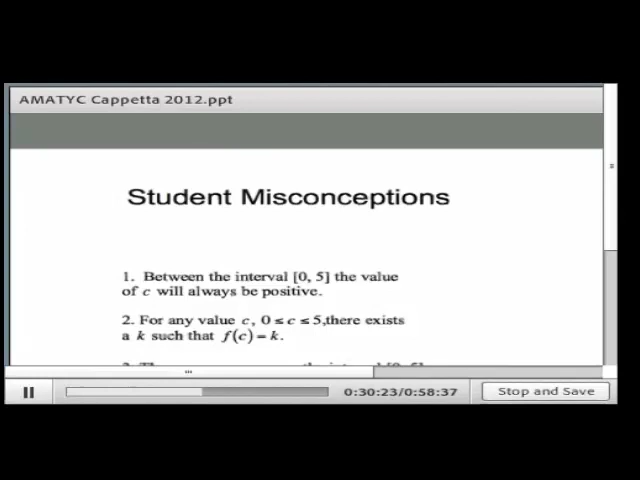 AMATYC Cappetta 2012.ppt
Student Misconceptions
1. Between the interval [0, 5] the value
of c will always be positive.
2. For any value c, 0 ≤ c ≤ 5,there exists
a k such that f(c) = k.
0:30:23/0:58:37
Stop and Save